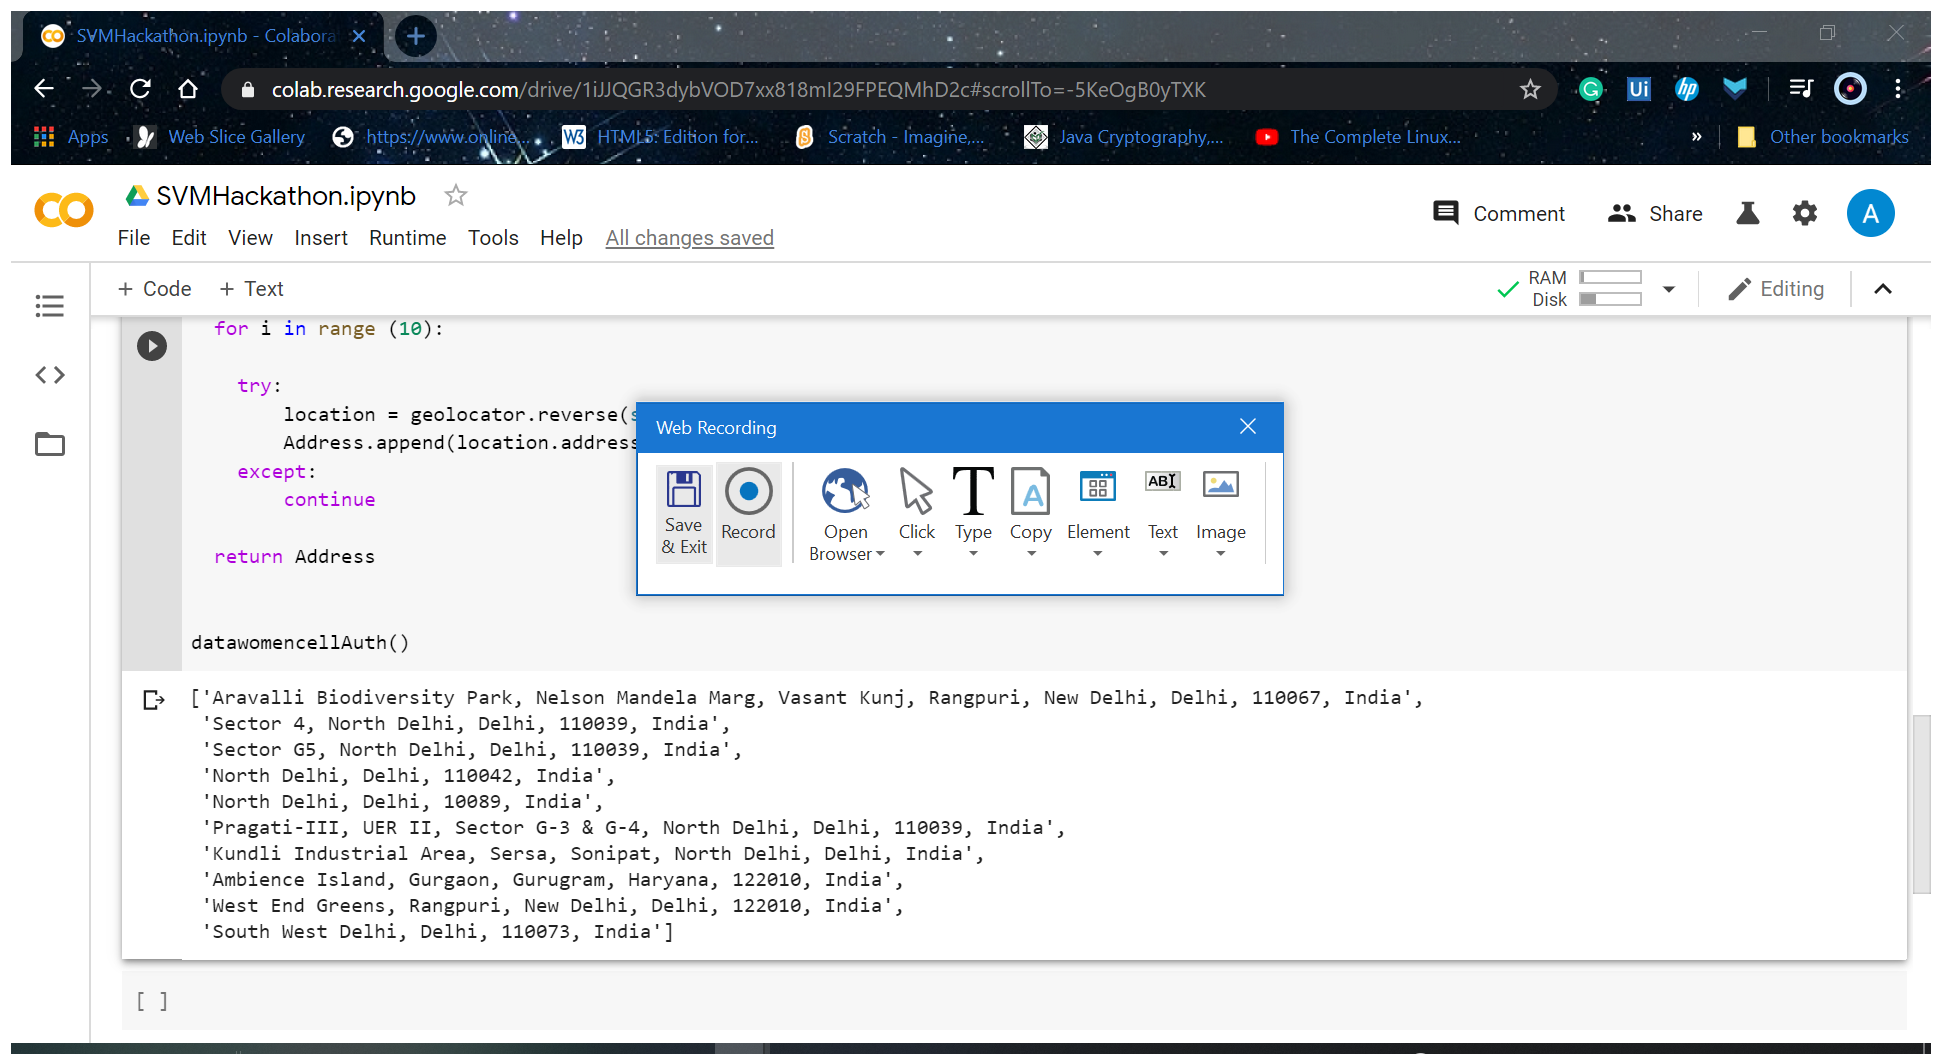 SVMHackathon.ipynb - Colabora
colab.research.google.com/drive/1iJJQGR3dybVOD7xx818mI29FPEQMhD2c#scrollTo=-5KeOgB0yTXK
G Ui hp
Apps Web Slice Gallery https://www.online... W3 HTML5: Edition for... Scratch - Imagine,... Java Cryptography,... The Complete Linux... » Other bookmarks
SVMHackathon.ipynb
Comment Share A
File Edit View Insert Runtime Tools Help All changes saved
+ Code + Text RAM Disk Editing
for i in range (10):
try:
location = geolocator.reverse(s
Address.append(location.address
except:
continue
return Address
datawomencellAuth()
Web Recording
Save & Exit
Record
Open Browser
Click
Type
Copy
Element
Text
Image
['Aravalli Biodiversity Park, Nelson Mandela Marg, Vasant Kunj, Rangpuri, New Delhi, Delhi, 110067, India',
'Sector 4, North Delhi, Delhi, 110039, India',
'Sector G5, North Delhi, Delhi, 110039, India',
'North Delhi, Delhi, 110042, India',
'North Delhi, Delhi, 10089, India',
'Pragati-III, UER II, Sector G-3 & G-4, North Delhi, Delhi, 110039, India',
'Kundli Industrial Area, Sersa, Sonipat, North Delhi, Delhi, India',
'Ambience Island, Gurgaon, Gurugram, Haryana, 122010, India',
'West End Greens, Rangpuri, New Delhi, Delhi, 122010, India',
'South West Delhi, Delhi, 110073, India']
[ ]